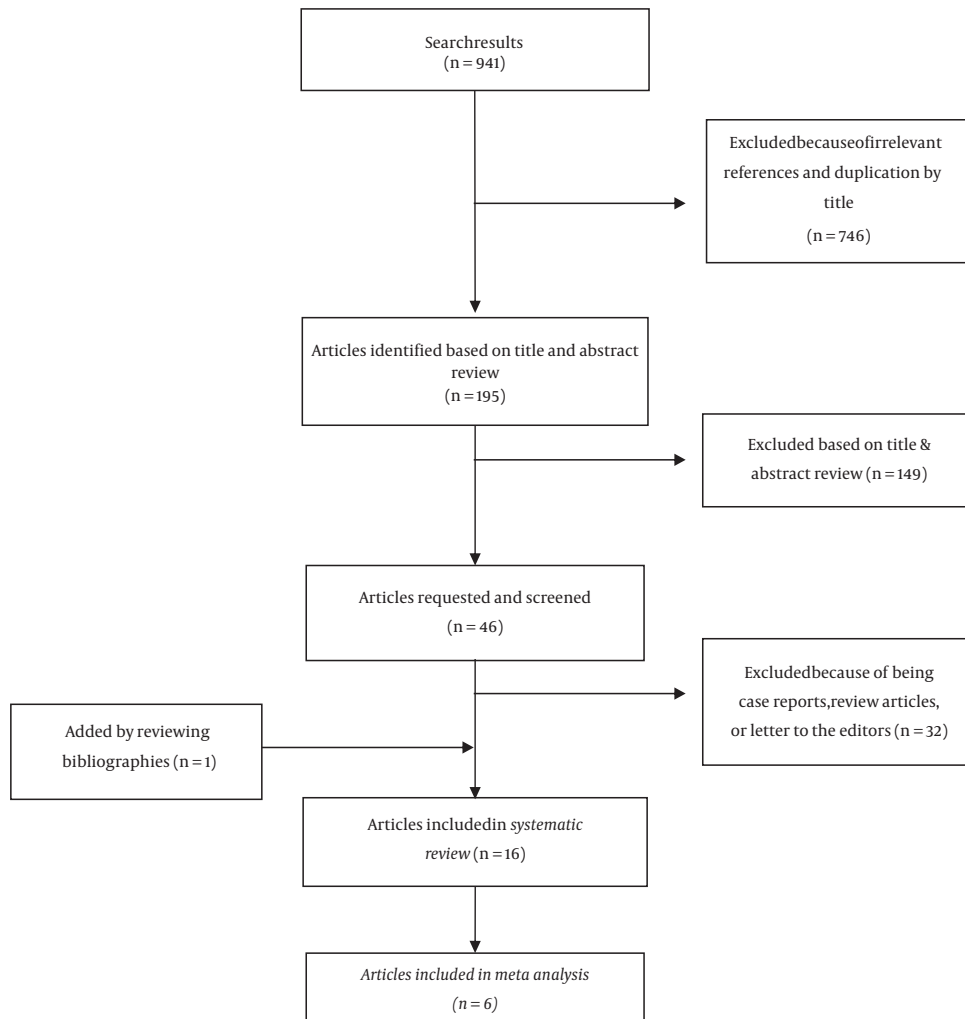 Searchresults
(n = 941)
Excludedbecauseofirrelevant
references and duplication by
title
(n = 746)
Articles identified based on title and abstract
review
(n = 195)
Excluded based on title &
abstract review (n = 149)
Articles requested and screened
(n = 46)
Excludedbecause of being
case reports,review articles,
or letter to the editors (n = 32)
Added by reviewing
bibliographies (n = 1)
Articles includedin systematic
review (n = 16)
Articles included in meta analysis
(n = 6)